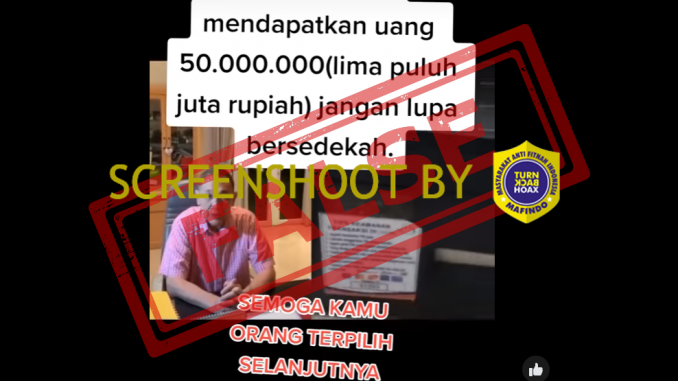 mendapatkan uang
50.000.000(lima puluh
juta rupiah) jangan lupa
bersedekah.
FALSE
SCREENSHOOT BY
MASYARAKAT ANTI FITNAH INDONESIA
TURN
BACK
HOAX
MAFINDO
SEMOGA KAMU
ORANG TERPILIH
SELANJUTNYA